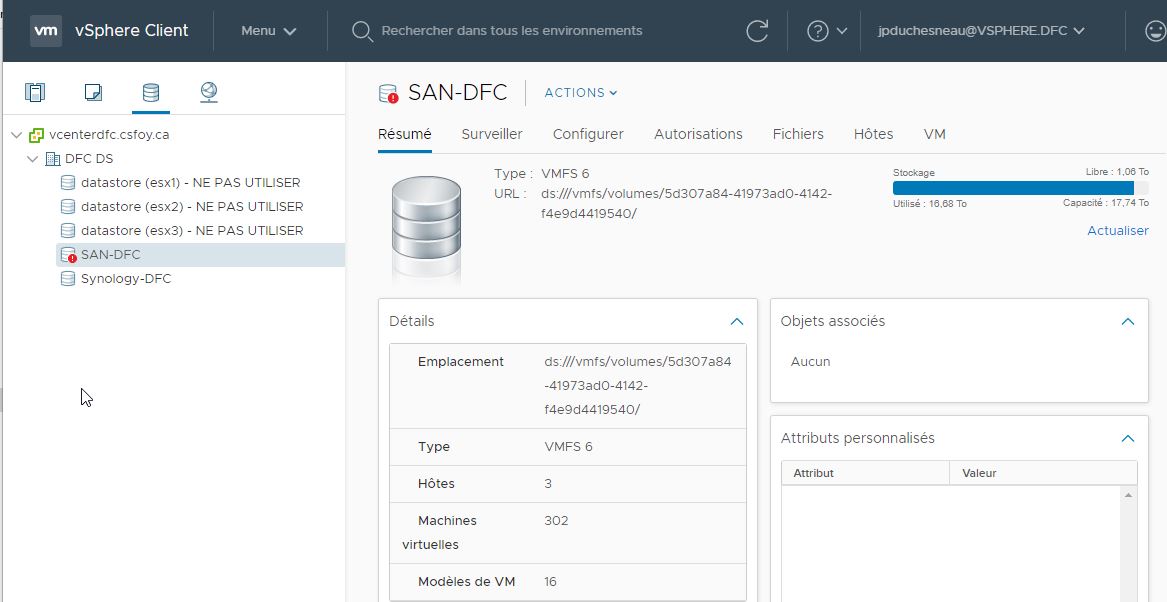 vm vSphere Client Menu Rechercher dans tous les environnements jpduchesneau@VSPHERE.DFC
vcenterdfc.csfoy.ca
DFC DS
datastore (esx1) - NE PAS UTILISER
datastore (esx2) - NE PAS UTILISER
datastore (esx3) - NE PAS UTILISER
SAN-DFC
Synology-DFC
SAN-DFC ACTIONS
Résumé Surveiller Configurer Autorisations Fichiers Hôtes VM
Type : VMFS 6
URL : ds:///vmfs/volumes/5d307a84-41973ad0-4142-
f4e9d4419540/
Stockage Libre : 1,06 To
Utilisé : 16,68 To Capacité : 17,74 To
Actualiser
Détails
Emplacement ds:///vmfs/volumes/5d307a84
-41973ad0-4142-
f4e9d4419540/
Type VMFS 6
Hôtes 3
Machines 302
virtuelles
Modèles de VM 16
Objets associés
Aucun
Attributs personnalisés
Attribut Valeur